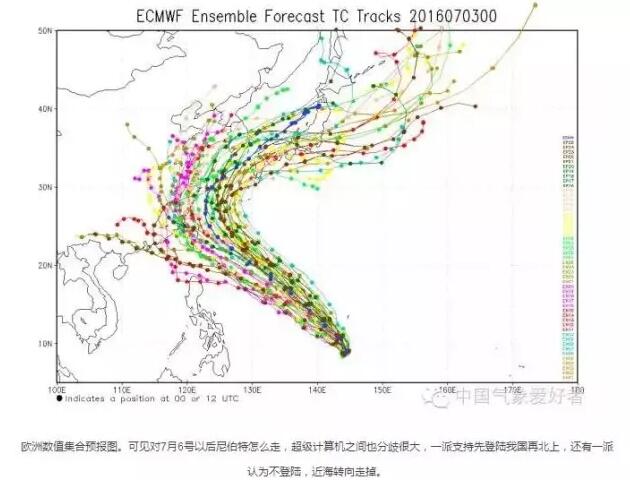 ECMWF Ensemble Forecast TC Tracks 2016070300
50N
40N
30N
20N
10N
100E 110E 120E 130E 140E 150E 160E 170E 180
Indicates a position at 00 or 12 UTC
中国气象爱好者
欧洲数值集合预报图。可见对7月6号以后尼伯特怎么走，超级计算机之间也分歧很大，一派支持先登陆我国再北上，还有一派
认为不登陆，近海转向走掉。